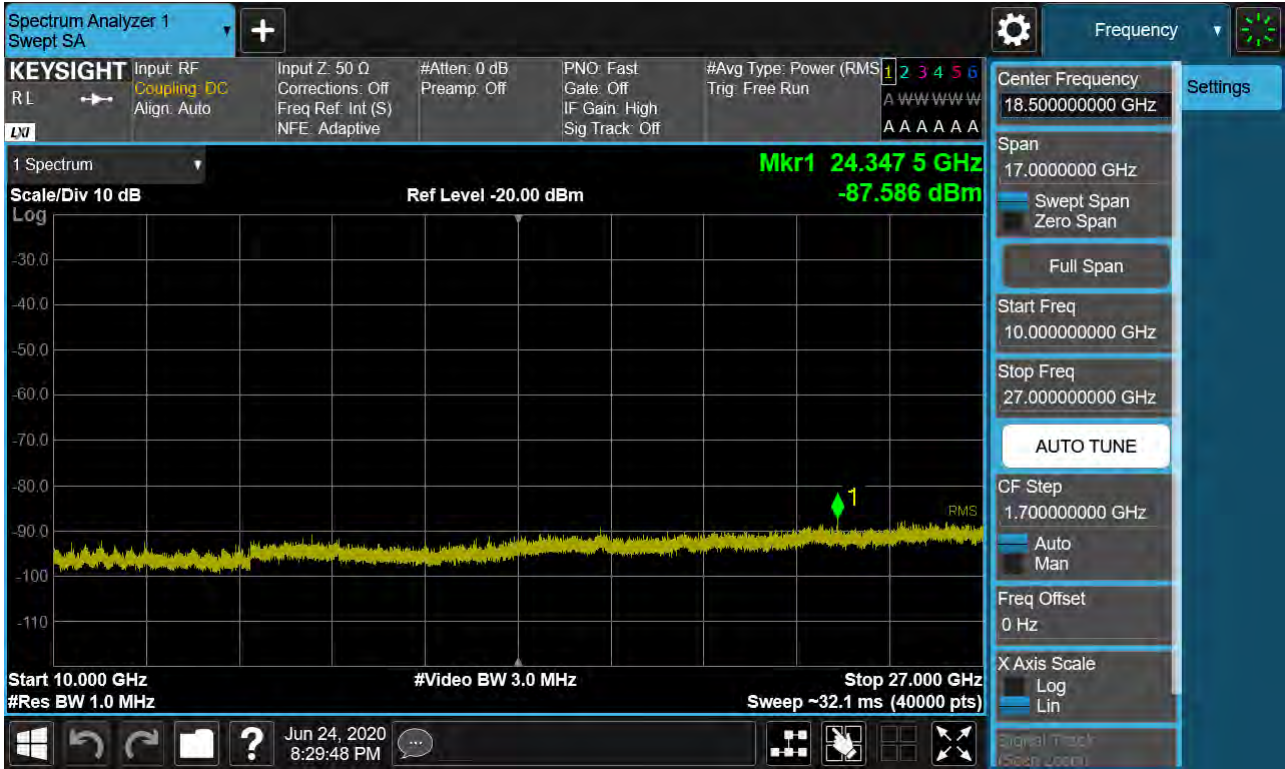 Spectrum Analyzer 1
Swept SA
+
Frequency
KEYSIGHT
R L
LXI
Input: RF
Coupling: DC
Align: Auto
Input Z: 50 Ω
Corrections: Off
Freq Ref: Int (S)
NFE: Adaptive
#Atten: 0 dB
Preamp: Off
PNO: Fast
Gate: Off
IF Gain: High
Sig Track: Off
#Avg Type: Power (RMS
Trig: Free Run
1 2 3 4 5 6
A W W W W W
A A A A A A
1 Spectrum
Scale/Div 10 dB
Ref Level -20.00 dBm
Mkr1 24.347 5 GHz
-87.586 dBm
Log
-30.0
-40.0
-50.0
-60.0
-70.0
-80.0
-90.0
-100
-110
1
RMS
Start 10.000 GHz
#Video BW 3.0 MHz
Stop 27.000 GHz
#Res BW 1.0 MHz
Sweep ~32.1 ms (40000 pts)
Center Frequency
18.500000000 GHz
Settings
Span
17.0000000 GHz
Swept Span
Zero Span
Full Span
Start Freq
10.000000000 GHz
Stop Freq
27.000000000 GHz
AUTO TUNE
CF Step
1.700000000 GHz
Auto
Man
Freq Offset
0 Hz
X Axis Scale
Log
Lin
Signal Track
(Span Zoom)
?
Jun 24, 2020
8:29:48 PM